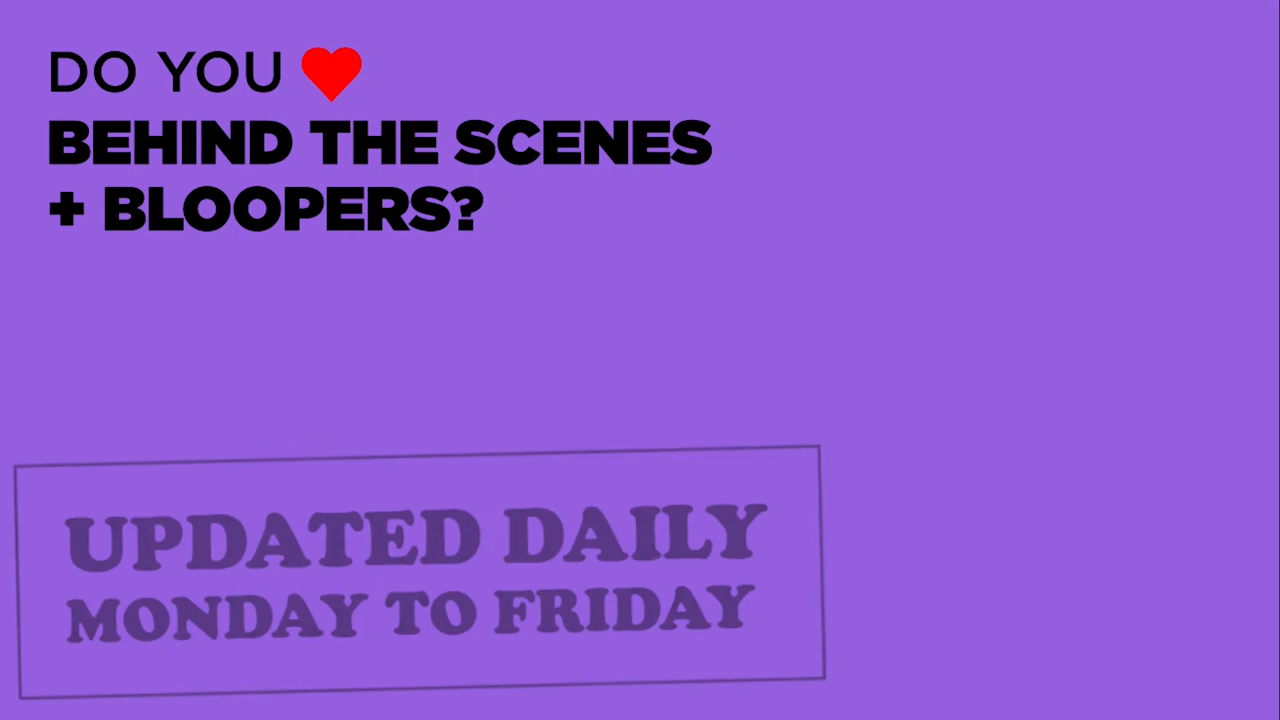 DO YOU ❤
BEHIND THE SCENES
+ BLOOPERS?
UPDATED DAILY
MONDAY TO FRIDAY